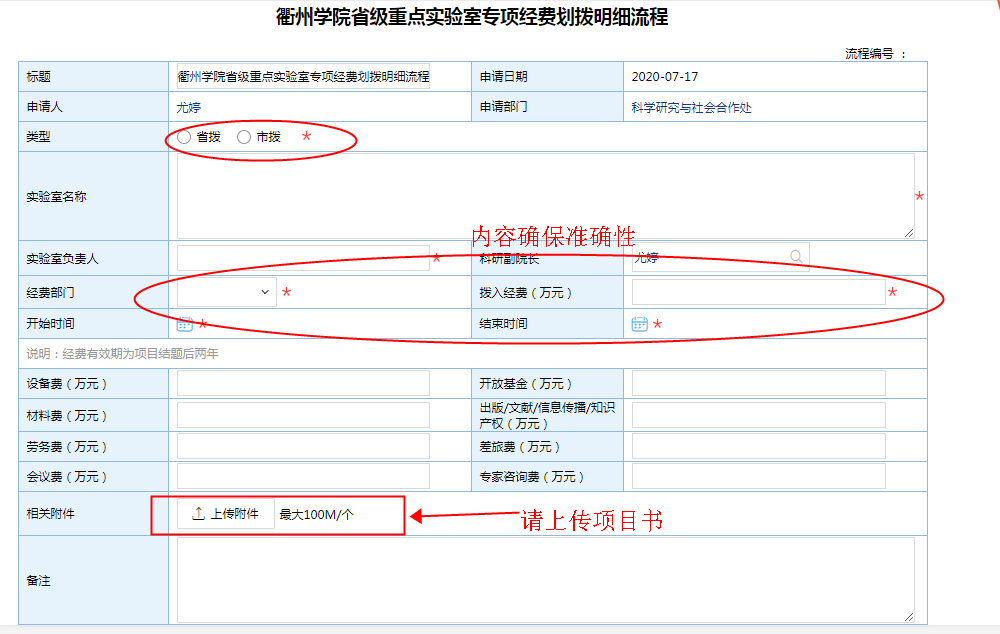 衢州学院省级重点实验室专项经费划拨明细流程
流程编号 ：
标题 衢州学院省级重点实验室专项经费划拨明细流程 申请日期 2020-07-17
申请人 尤婷 申请部门 科学研究与社会合作处
类型 省拨 市拨 *
实验室名称 *
内容确保准确性
实验室负责人 * 科研副院长 尤婷
经费部门 * 拨入经费（万元） *
开始时间 * 结束时间 *
说明：经费有效期为项目结题后两年
设备费（万元） 开放基金（万元）
材料费（万元） 出版/文献/信息传播/知识
产权（万元）
劳务费（万元） 差旅费（万元）
会议费（万元） 专家咨询费（万元）
相关附件 上传附件 最大100M/个 请上传项目书
备注